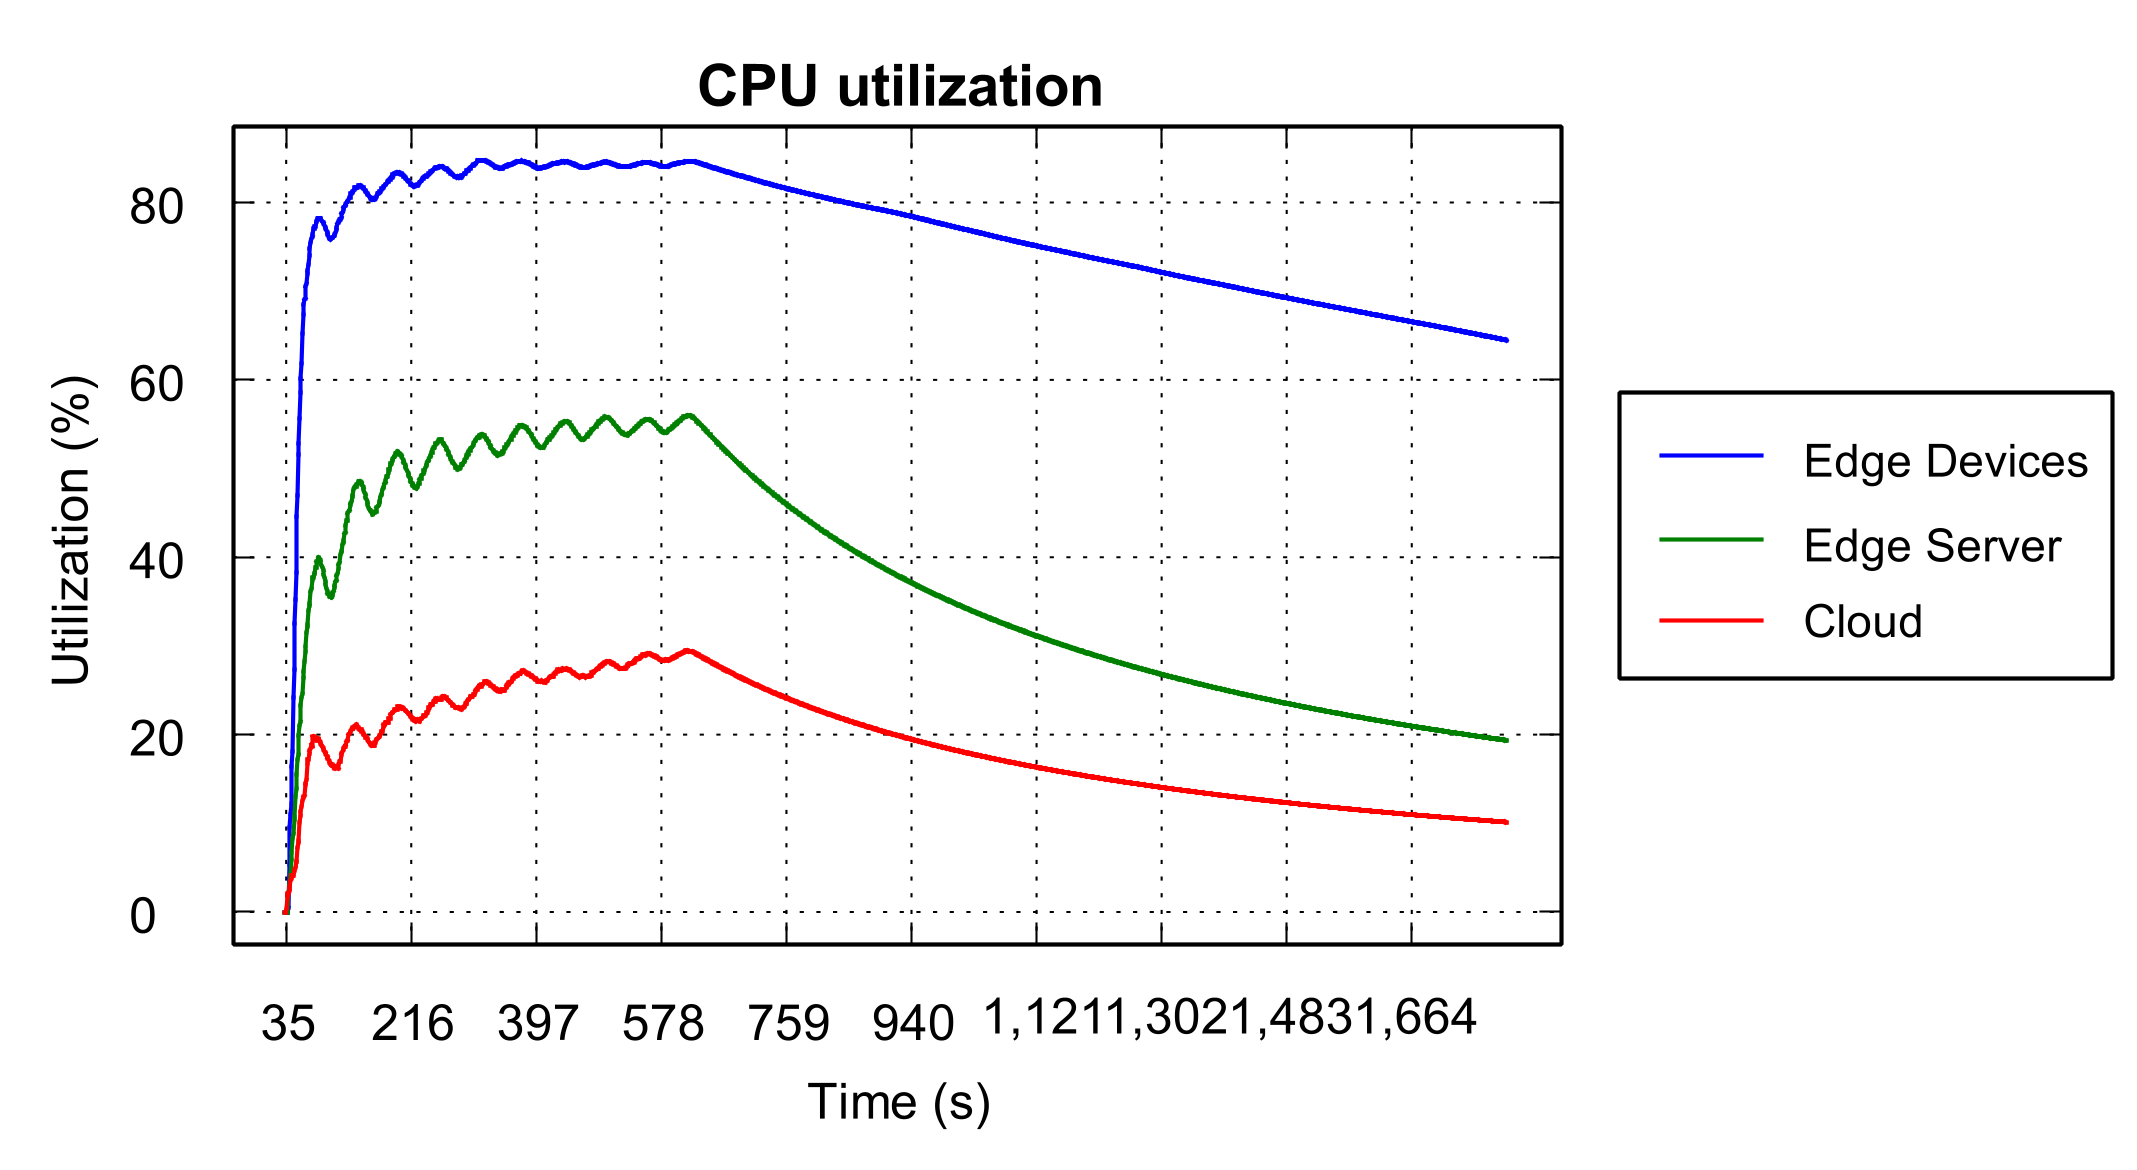 CPU utilization
80
60
40
20
0
Utilization (%)
35 216 397 578 759 940 1,1211,3021,4831,664
Time (s)
Edge Devices
Edge Server
Cloud